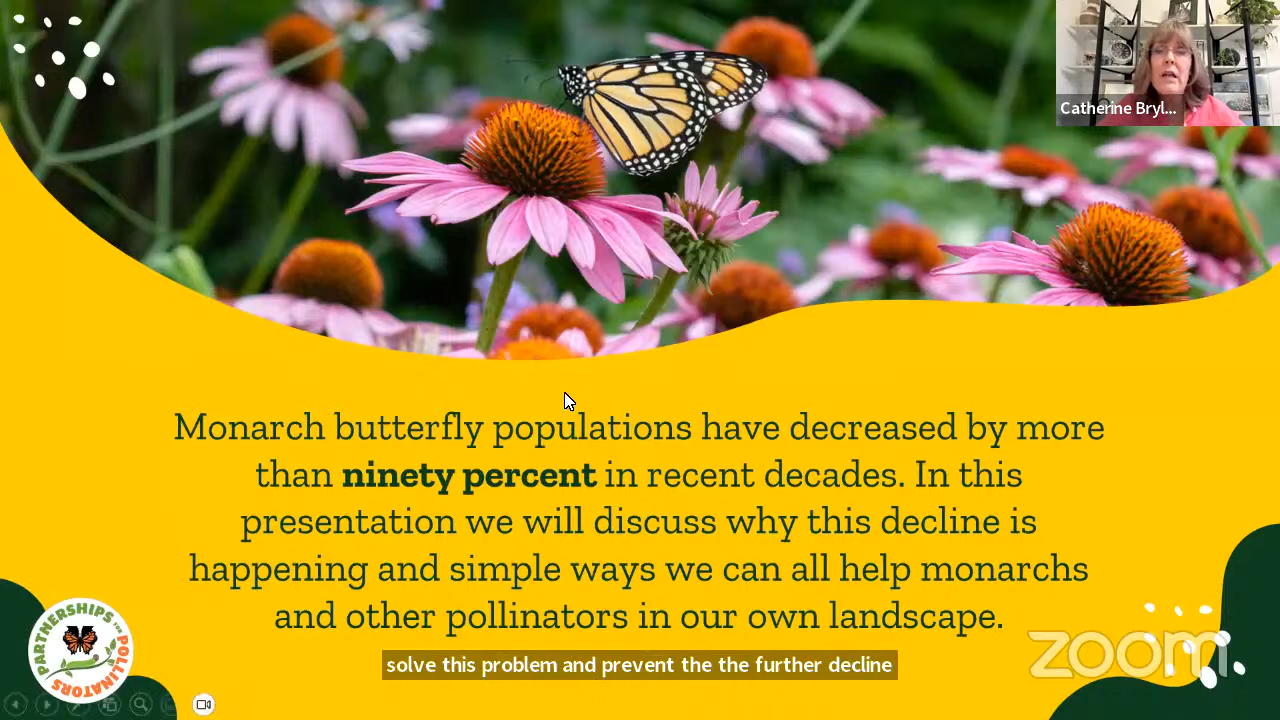 Catherine Bryl...
Monarch butterfly populations have decreased by more
than ninety percent in recent decades. In this
presentation we will discuss why this decline is
happening and simple ways we can all help monarchs
and other pollinators in our own landscape.
PARTNERSHIPS FOR POLLINATORS
zoom
solve this problem and prevent the the further decline